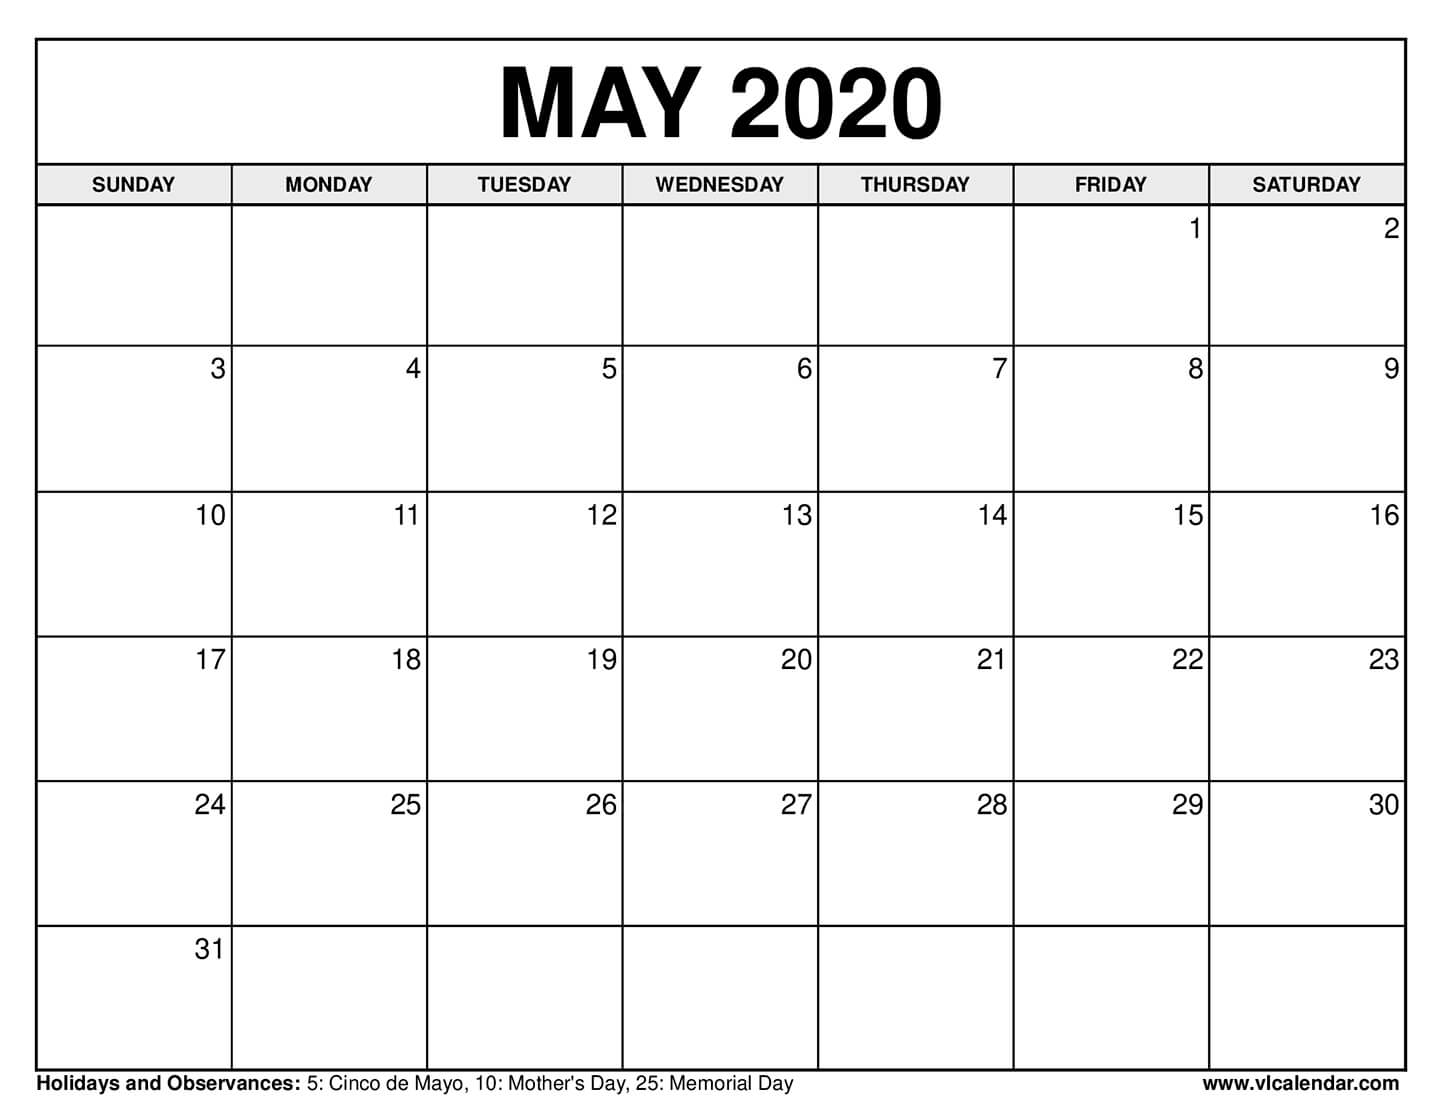 MAY 2020
SUNDAY MONDAY TUESDAY WEDNESDAY THURSDAY FRIDAY SATURDAY
1 2
3 4 5 6 7 8 9
10 11 12 13 14 15 16
17 18 19 20 21 22 23
24 25 26 27 28 29 30
31
Holidays and Observances: 5: Cinco de Mayo, 10: Mother's Day, 25: Memorial Day www.vlcalendar.com